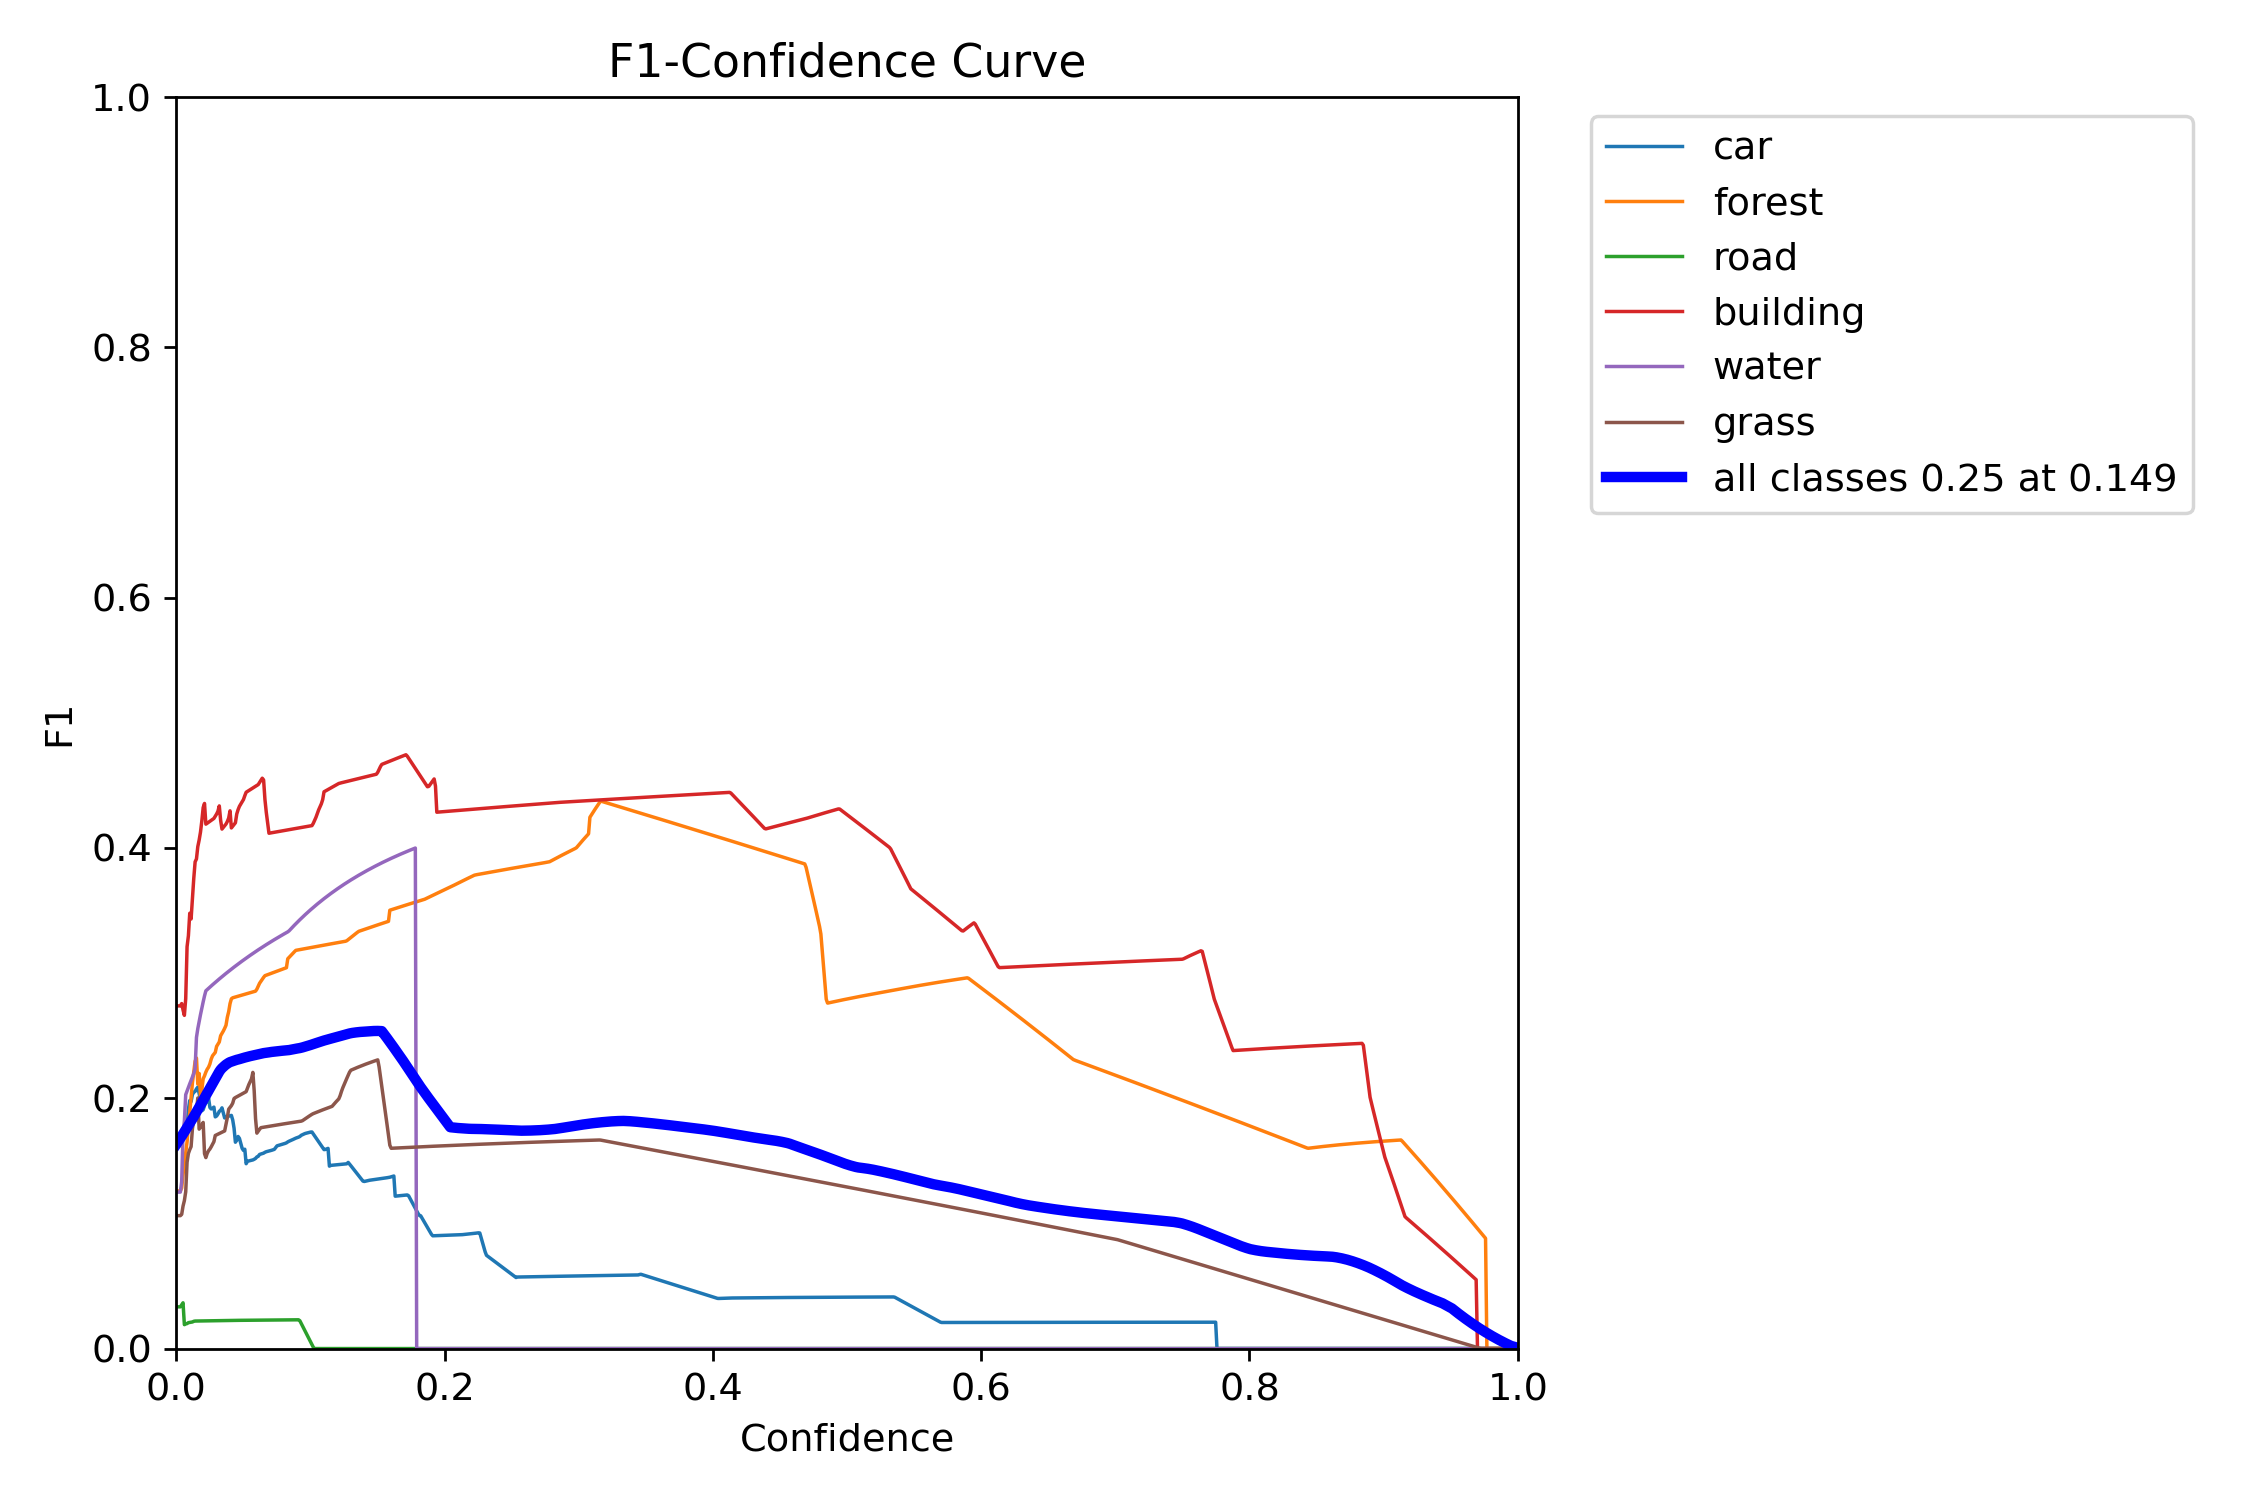 F1-Confidence Curve
1.0
0.8
0.6
0.4
0.2
0.0
F1
0.0 0.2 0.4 0.6 0.8 1.0
Confidence
car
forest
road
building
water
grass
all classes 0.25 at 0.149